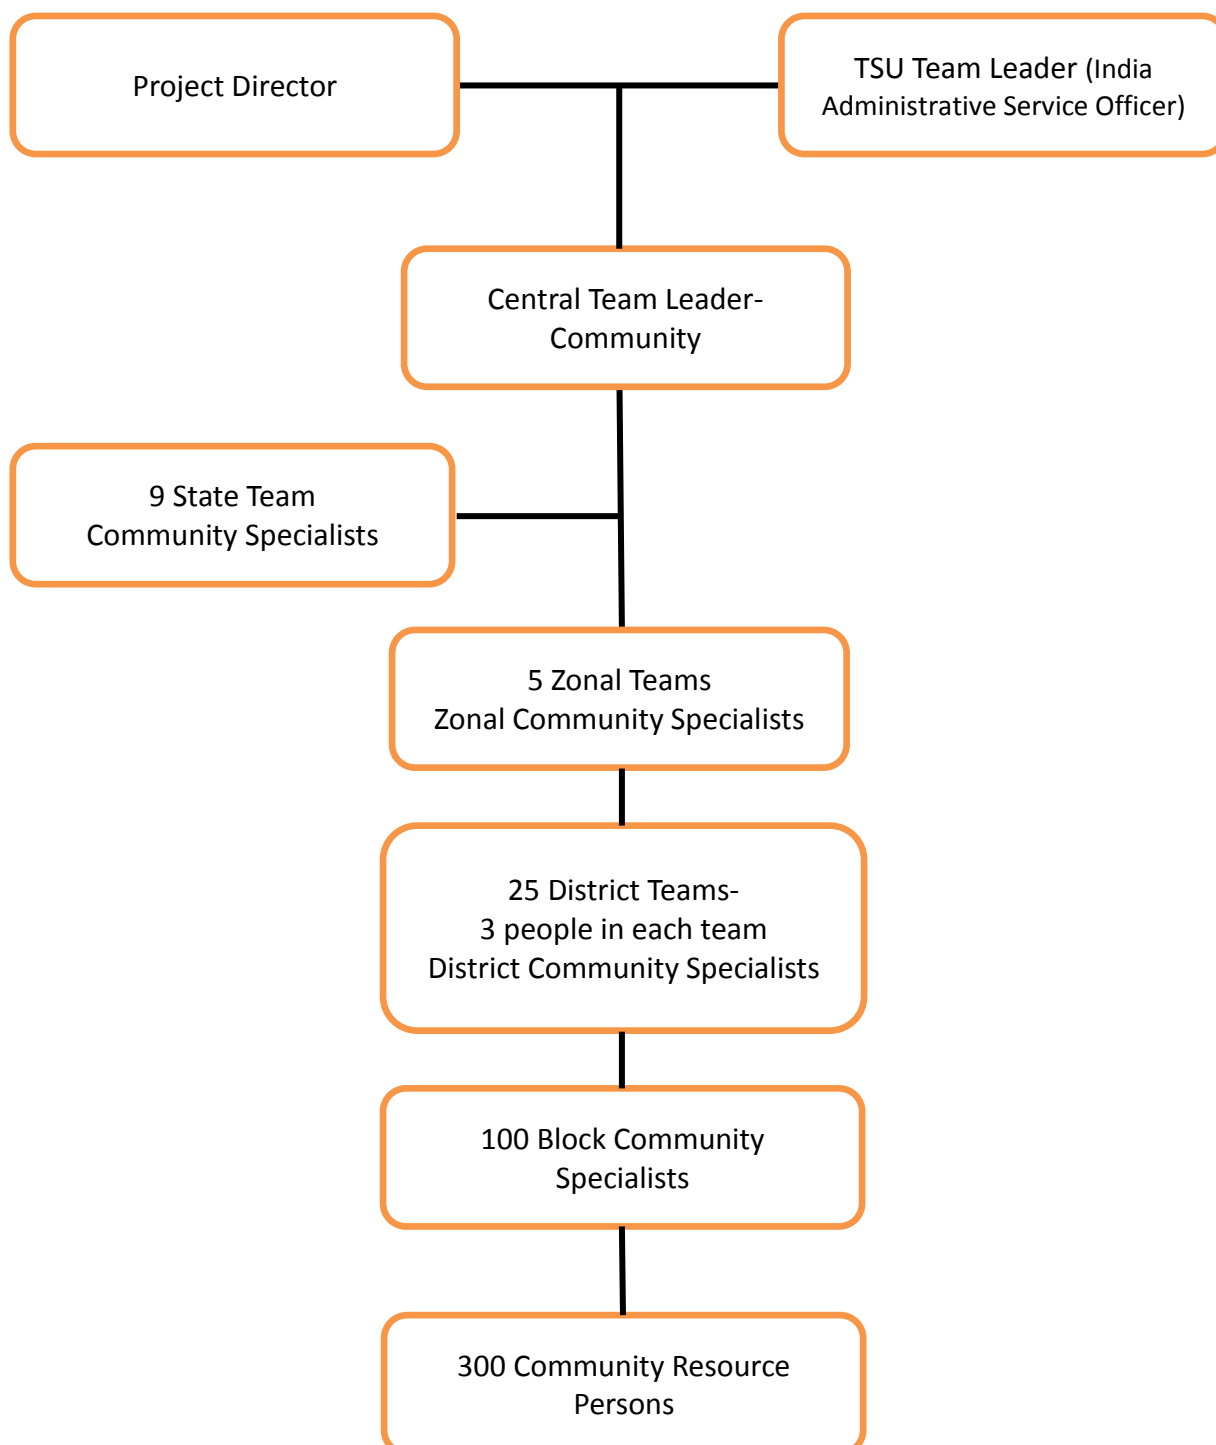 Project Director
TSU Team Leader (India
Administrative Service Officer)
Central Team Leader-
Community
9 State Team
Community Specialists
5 Zonal Teams
Zonal Community Specialists
25 District Teams-
3 people in each team
District Community Specialists
100 Block Community
Specialists
300 Community Resource
Persons